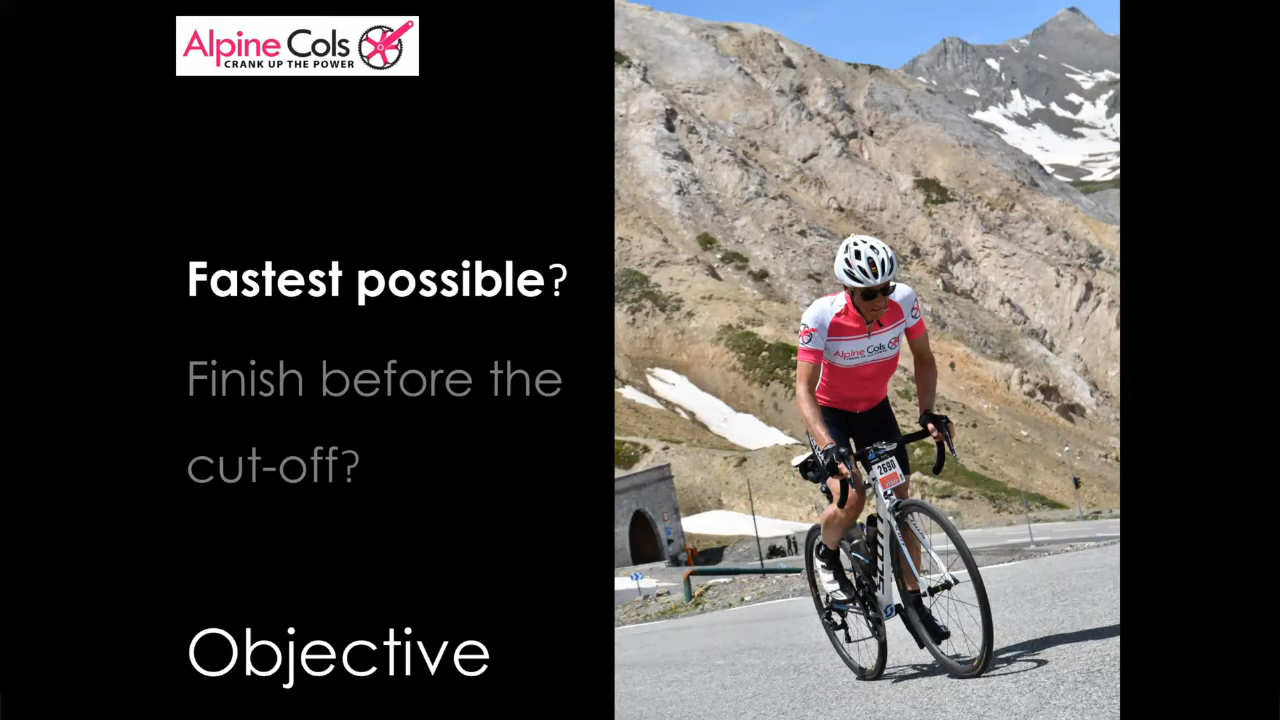 Alpine Cols
CRANK UP THE POWER
Fastest possible?
Finish before the
cut-off?
Objective
Alpine Cols
2690